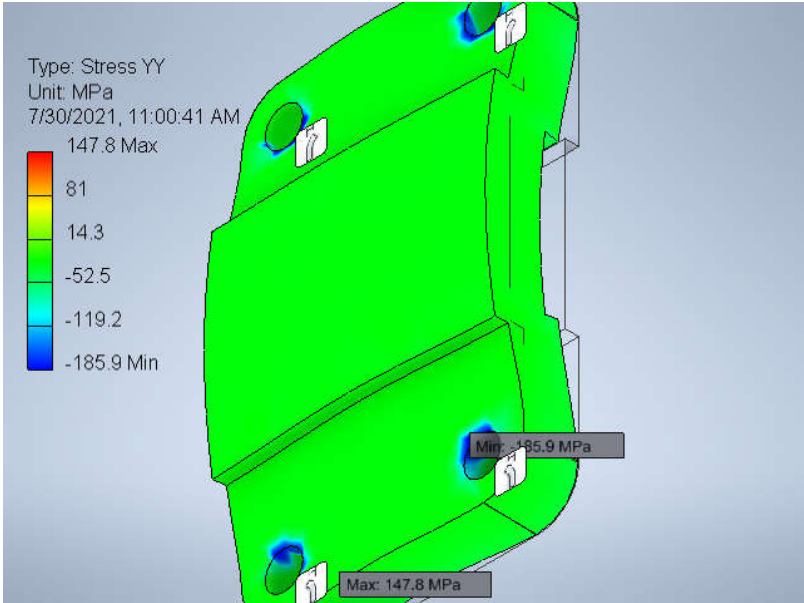 Type: Stress YY
Unit: MPa
7/30/2021, 11:00:41 AM
147.8 Max
81
14.3
-52.5
-119.2
-185.9 Min
Min: -185.9 MPa
Max: 147.8 MPa